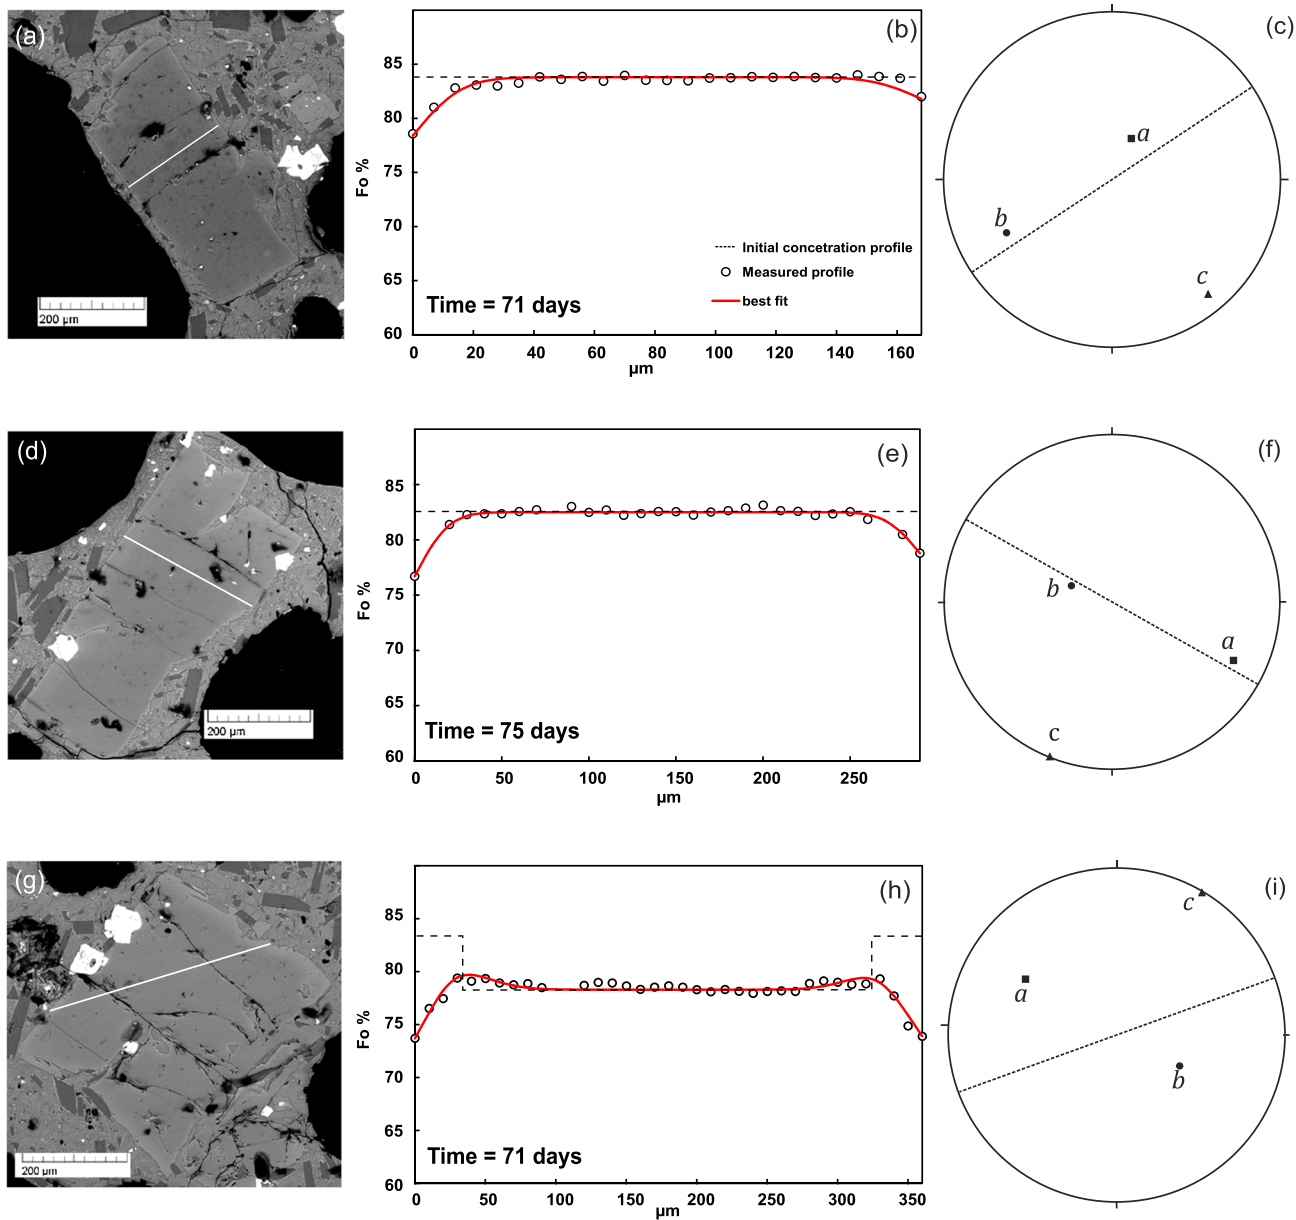 (a)
200 µm
(b)
85
80
75
70
65
60
Fo %
Initial concetration profile
Measured profile
best fit
Time = 71 days
0 20 40 60 80 100 120 140 160
µm
(c)
a
b
c
(d)
200 µm
(e)
85
80
75
70
65
60
Fo %
Time = 75 days
0 50 100 150 200 250
µm
(f)
b
a
c
(g)
200 µm
(h)
85
80
75
70
65
60
Fo %
Time = 71 days
0 50 100 150 200 250 300 350
µm
(i)
c
a
b